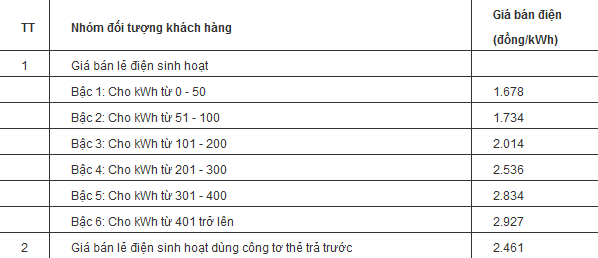 TT Nhóm đối tượng khách hàng Giá bán điện
(đồng/kWh)
1 Giá bán lẻ điện sinh hoạt
Bậc 1: Cho kWh từ 0 - 50 1.678
Bậc 2: Cho kWh từ 51 - 100 1.734
Bậc 3: Cho kWh từ 101 - 200 2.014
Bậc 4: Cho kWh từ 201 - 300 2.536
Bậc 5: Cho kWh từ 301 - 400 2.834
Bậc 6: Cho kWh từ 401 trở lên 2.927
2 Giá bán lẻ điện sinh hoạt dùng công tơ thẻ trả trước 2.461